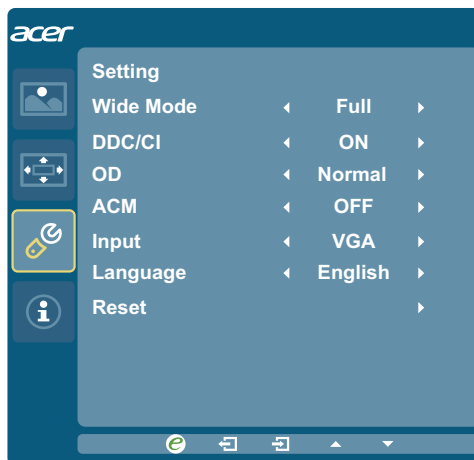 acer
Setting
Wide Mode Full
DDC/CI ON
OD Normal
ACM OFF
Input VGA
Language English
Reset
e